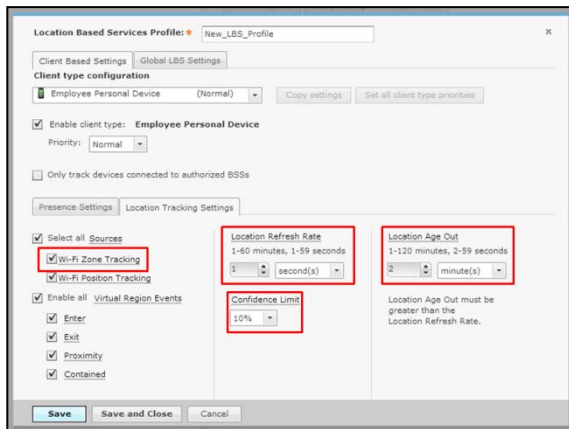 Location Based Services Profile:* New_LBS_Profile x
Client Based Settings Global LBS Settings
Client type configuration
Employee Personal Device (Normal) Copy settings Set all client type priorities
Enable client type: Employee Personal Device
Priority: Normal
Only track devices connected to authorized BSSs
Presence Settings Location Tracking Settings
Select all Sources
Wi-Fi Zone Tracking
Wi-Fi Position Tracking
Enable all Virtual Region Events
Enter
Exit
Proximity
Contained
Location Refresh Rate
1-60 minutes, 1-59 seconds
1 second(s)
Confidence Limit
10%
Location Age Out
1-120 minutes, 2-59 seconds
2 minute(s)
Location Age Out must be
greater than the
Location Refresh Rate.
Save Save and Close Cancel